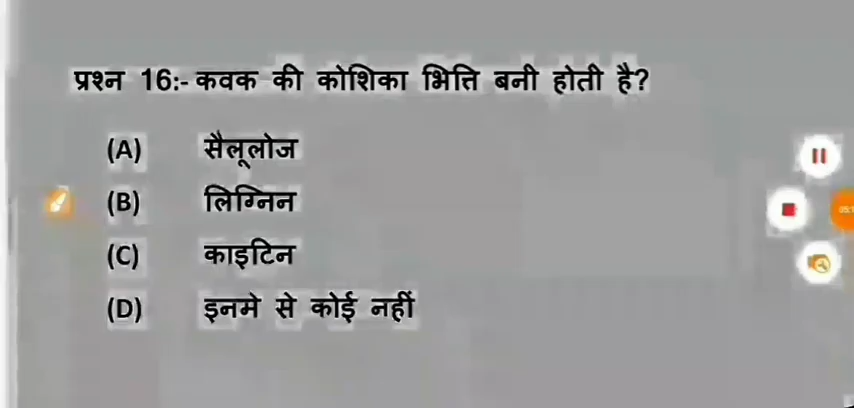 प्रश्न 16:- कवक की कोशिका भित्ति बनी होती है?
(A) सैलूलोज
(B) लिग्निन
(C) काइटिन
(D) इनमे से कोई नहीं